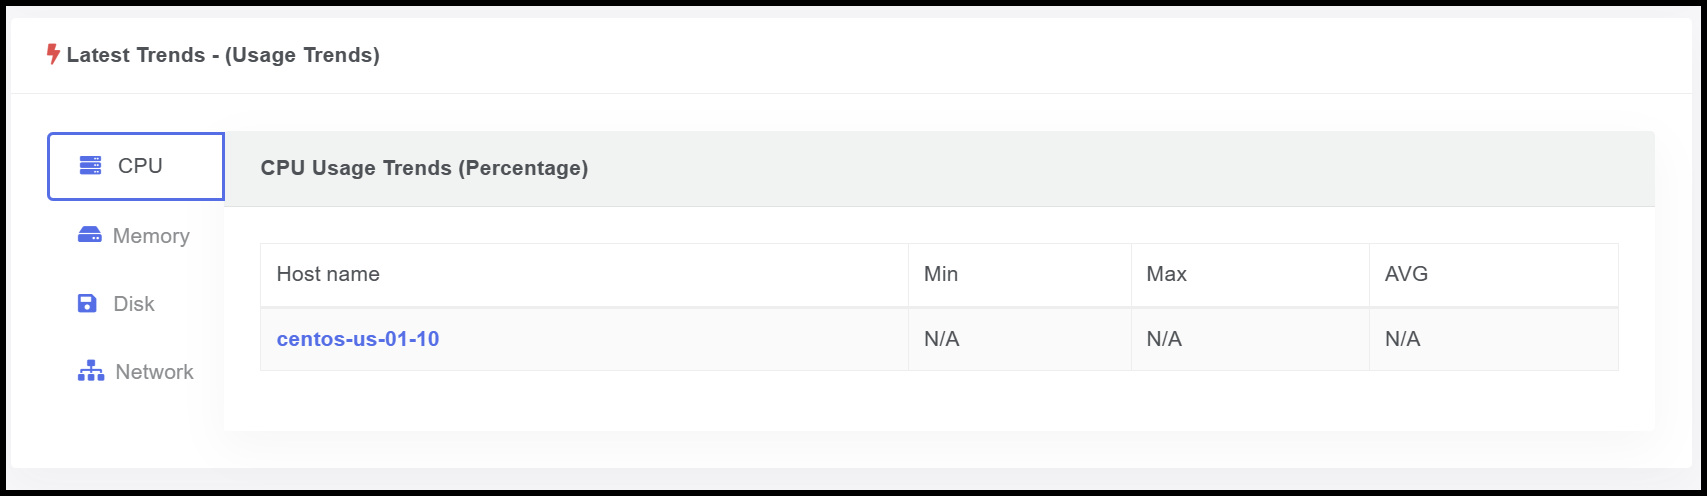 Latest Trends - (Usage Trends)
CPU
CPU Usage Trends (Percentage)
Memory
Disk
Network
Host name Min Max AVG
centos-us-01-10 N/A N/A N/A